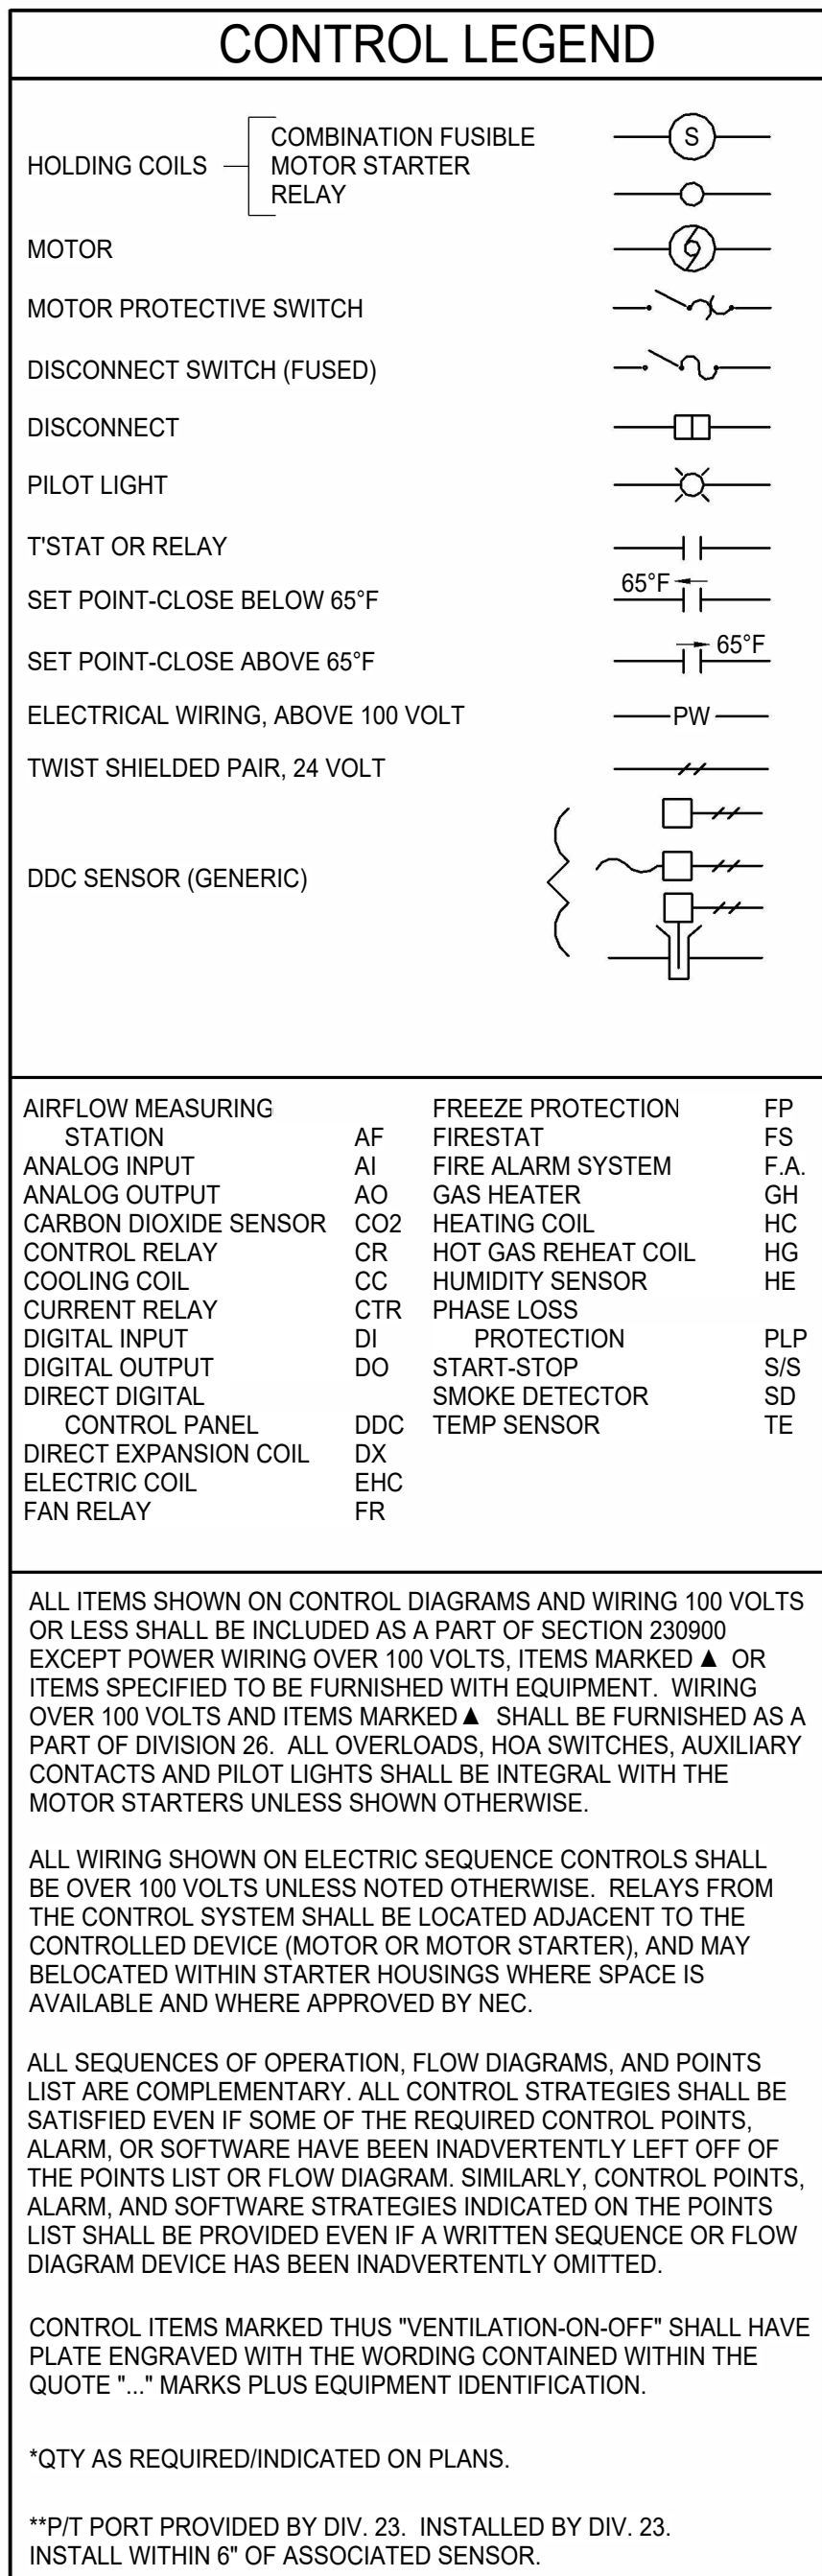 CONTROL LEGEND
HOLDING COILS
COMBINATION FUSIBLE
MOTOR STARTER
RELAY
S
MOTOR
MOTOR PROTECTIVE SWITCH
DISCONNECT SWITCH (FUSED)
DISCONNECT
PILOT LIGHT
T'STAT OR RELAY
SET POINT-CLOSE BELOW 65°F 65°F
SET POINT-CLOSE ABOVE 65°F 65°F
ELECTRICAL WIRING, ABOVE 100 VOLT PW
TWIST SHIELDED PAIR, 24 VOLT
DDC SENSOR (GENERIC)
AIRFLOW MEASURING
STATION AF
ANALOG INPUT AI
ANALOG OUTPUT AO
CARBON DIOXIDE SENSOR CO2
CONTROL RELAY CR
COOLING COIL CC
CURRENT RELAY CTR
DIGITAL INPUT DI
DIGITAL OUTPUT DO
DIRECT DIGITAL
CONTROL PANEL DDC
DIRECT EXPANSION COIL DX
ELECTRIC COIL EHC
FAN RELAY FR
FREEZE PROTECTION FP
FIRESTAT FS
FIRE ALARM SYSTEM F.A.
GAS HEATER GH
HEATING COIL HC
HOT GAS REHEAT COIL HG
HUMIDITY SENSOR HE
PHASE LOSS
PROTECTION PLP
START-STOP S/S
SMOKE DETECTOR SD
TEMP SENSOR TE
ALL ITEMS SHOWN ON CONTROL DIAGRAMS AND WIRING 100 VOLTS
OR LESS SHALL BE INCLUDED AS A PART OF SECTION 230900
EXCEPT POWER WIRING OVER 100 VOLTS, ITEMS MARKED ▲ OR
ITEMS SPECIFIED TO BE FURNISHED WITH EQUIPMENT. WIRING
OVER 100 VOLTS AND ITEMS MARKED ▲ SHALL BE FURNISHED AS A
PART OF DIVISION 26. ALL OVERLOADS, HOA SWITCHES, AUXILIARY
CONTACTS AND PILOT LIGHTS SHALL BE INTEGRAL WITH THE
MOTOR STARTERS UNLESS SHOWN OTHERWISE.
ALL WIRING SHOWN ON ELECTRIC SEQUENCE CONTROLS SHALL
BE OVER 100 VOLTS UNLESS NOTED OTHERWISE. RELAYS FROM
THE CONTROL SYSTEM SHALL BE LOCATED ADJACENT TO THE
CONTROLLED DEVICE (MOTOR OR MOTOR STARTER), AND MAY
BELOCATED WITHIN STARTER HOUSINGS WHERE SPACE IS
AVAILABLE AND WHERE APPROVED BY NEC.
ALL SEQUENCES OF OPERATION, FLOW DIAGRAMS, AND POINTS
LIST ARE COMPLEMENTARY. ALL CONTROL STRATEGIES SHALL BE
SATISFIED EVEN IF SOME OF THE REQUIRED CONTROL POINTS,
ALARM, OR SOFTWARE HAVE BEEN INADVERTENTLY LEFT OFF OF
THE POINTS LIST OR FLOW DIAGRAM. SIMILARLY, CONTROL POINTS,
ALARM, AND SOFTWARE STRATEGIES INDICATED ON THE POINTS
LIST SHALL BE PROVIDED EVEN IF A WRITTEN SEQUENCE OR FLOW
DIAGRAM DEVICE HAS BEEN INADVERTENTLY OMITTED.
CONTROL ITEMS MARKED THUS "VENTILATION-ON-OFF" SHALL HAVE
PLATE ENGRAVED WITH THE WORDING CONTAINED WITHIN THE
QUOTE "..." MARKS PLUS EQUIPMENT IDENTIFICATION.
*QTY AS REQUIRED/INDICATED ON PLANS.
**P/T PORT PROVIDED BY DIV. 23. INSTALLED BY DIV. 23.
INSTALL WITHIN 6" OF ASSOCIATED SENSOR.